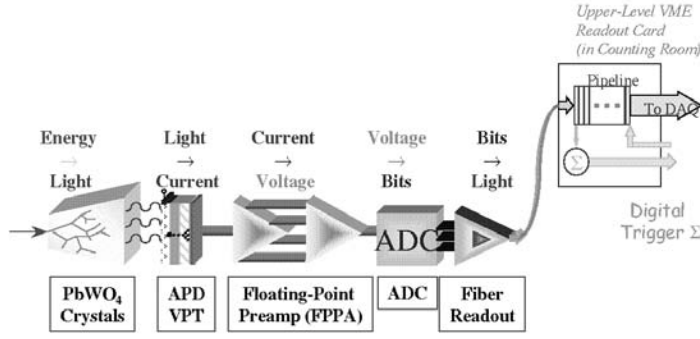 Upper-Level VME
Readout Card
(in Counting Room)
Pipeline
To DAQ
Σ
Digital
Trigger Σ
Energy
→
Light
Light
→
Current
Current
→
Voltage
Voltage
→
Bits
Bits
→
Light
ADC
PbWO₄
Crystals
APD
VPT
Floating-Point
Preamp (FPPA)
ADC
Fiber
Readout